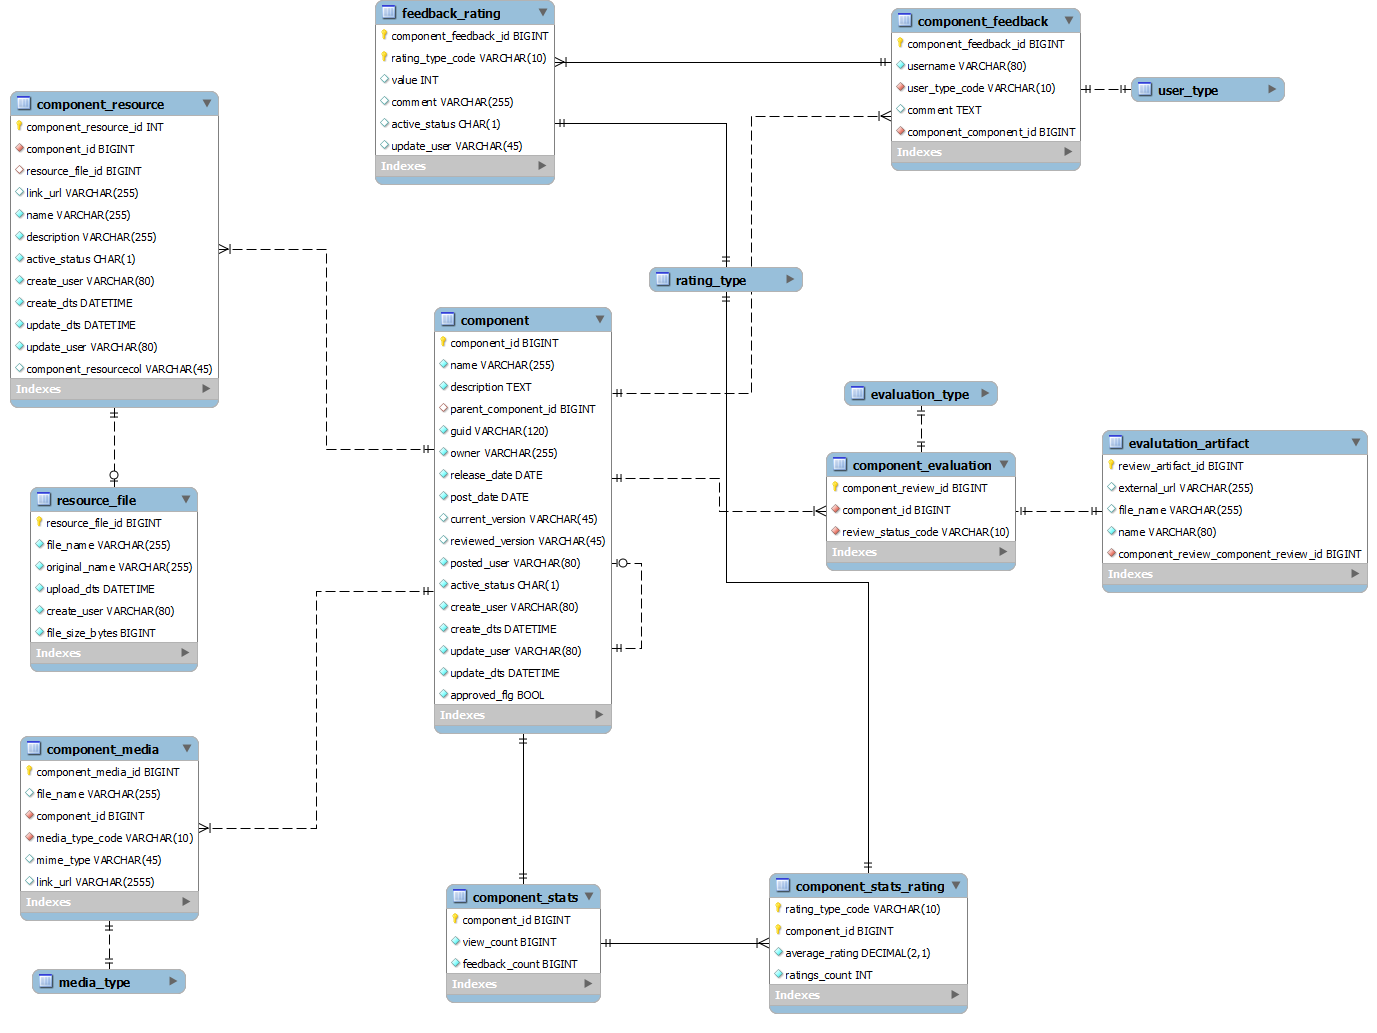 feedback_rating
component_feedback_id BIGINT
rating_type_code VARCHAR(10)
value INT
comment VARCHAR(255)
active_status CHAR(1)
update_user VARCHAR(45)
Indexes
component_feedback
component_feedback_id BIGINT
username VARCHAR(80)
user_type_code VARCHAR(10)
comment TEXT
component_component_id BIGINT
Indexes
user_type
component_resource
component_resource_id INT
component_id BIGINT
resource_file_id BIGINT
link_url VARCHAR(255)
name VARCHAR(255)
description VARCHAR(255)
active_status CHAR(1)
create_user VARCHAR(80)
create_dts DATETIME
update_dts DATETIME
update_user VARCHAR(80)
component_resourcecol VARCHAR(45)
Indexes
rating_type
component
component_id BIGINT
name VARCHAR(255)
description TEXT
parent_component_id BIGINT
guid VARCHAR(120)
owner VARCHAR(255)
release_date DATE
post_date DATE
current_version VARCHAR(45)
reviewed_version VARCHAR(45)
posted_user VARCHAR(80)
active_status CHAR(1)
create_user VARCHAR(80)
create_dts DATETIME
update_user VARCHAR(80)
update_dts DATETIME
approved_flg BOOL
Indexes
evaluation_type
component_evaluation
component_review_id BIGINT
component_id BIGINT
review_status_code VARCHAR(10)
Indexes
evalutation_artifact
review_artifact_id BIGINT
external_url VARCHAR(255)
file_name VARCHAR(255)
name VARCHAR(80)
component_review_component_review_id BIGINT
Indexes
resource_file
resource_file_id BIGINT
file_name VARCHAR(255)
original_name VARCHAR(255)
upload_dts DATETIME
create_user VARCHAR(80)
file_size_bytes BIGINT
Indexes
component_media
component_media_id BIGINT
file_name VARCHAR(255)
component_id BIGINT
media_type_code VARCHAR(10)
mime_type VARCHAR(45)
link_url VARCHAR(2555)
Indexes
media_type
component_stats
component_id BIGINT
view_count BIGINT
feedback_count BIGINT
Indexes
component_stats_rating
rating_type_code VARCHAR(10)
component_id BIGINT
average_rating DECIMAL(2,1)
ratings_count INT
Indexes